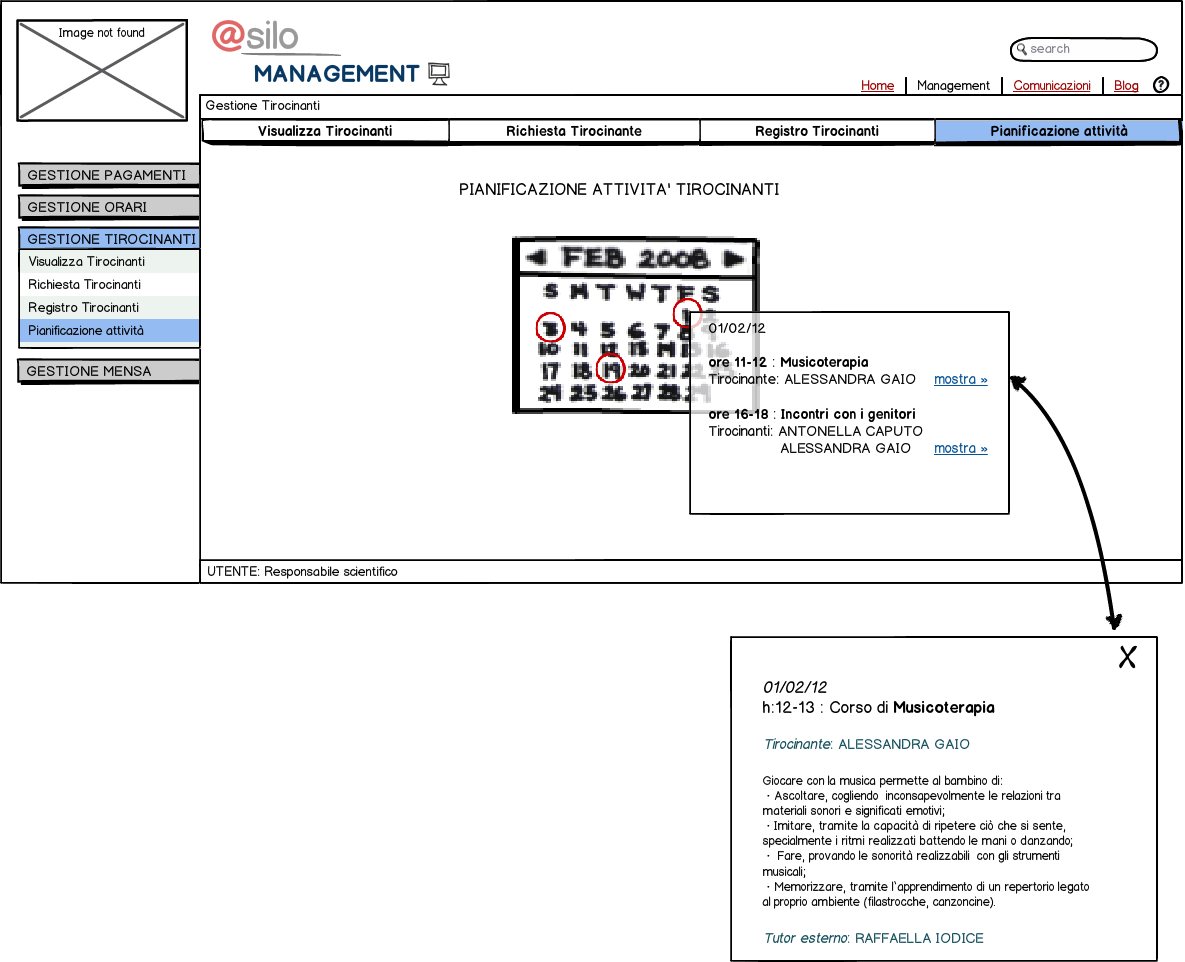 Image not found
@silo
MANAGEMENT
search
Home
Management
Comunicazioni
Blog
?
Gestione Tirocinanti
Visualizza Tirocinanti
Richiesta Tirocinante
Registro Tirocinanti
Pianificazione attività
GESTIONE PAGAMENTI
GESTIONE ORARI
GESTIONE TIROCINANTI
Visualizza Tirocinanti
Richiesta Tirocinanti
Registro Tirocinanti
Pianificazione attività
GESTIONE MENSA
PIANIFICAZIONE ATTIVITA' TIROCINANTI
FEB 2008
S M T W T F S
1 2
3 4 5 6 7 8 9
10 11 12 13 14 15 16
17 18 19 20 21 22 23
24 25 26 27 28 29
01/02/12
ore 11-12 : Musicoterapia
Tirocinante: ALESSANDRA GAIO mostra »
ore 16-18 : Incontri con i genitori
Tirocinanti: ANTONELLA CAPUTO
ALESSANDRA GAIO mostra »
UTENTE: Responsabile scientifico
X
01/02/12
h:12-13 : Corso di Musicoterapia
Tirocinante: ALESSANDRA GAIO
Giocare con la musica permette al bambino di:
· Ascoltare, cogliendo inconsapevolmente le relazioni tra
materiali sonori e significati emotivi;
· Imitare, tramite la capacità di ripetere ciò che si sente,
specialmente i ritmi realizzati battendo le mani o danzando;
· Fare, provando le sonorità realizzabili con gli strumenti
musicali;
· Memorizzare, tramite l`apprendimento di un repertorio legato
al proprio ambiente (filastrocche, canzoncine).
Tutor esterno: RAFFAELLA IODICE